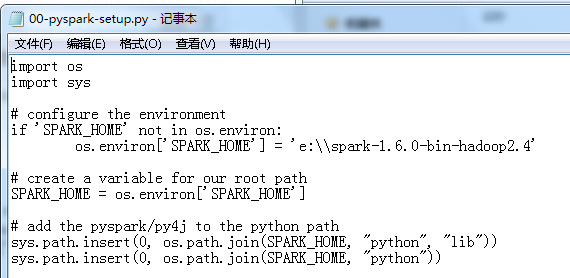 00-pyspark-setup.py - 记事本
文件(F) 编辑(E) 格式(O) 查看(V) 帮助(H)
import os
import sys

# configure the environment
if 'SPARK_HOME' not in os.environ:
        os.environ['SPARK_HOME'] = 'e:\\spark-1.6.0-bin-hadoop2.4'

# create a variable for our root path
SPARK_HOME = os.environ['SPARK_HOME']

# add the pyspark/py4j to the python path
sys.path.insert(0, os.path.join(SPARK_HOME, "python", "lib"))
sys.path.insert(0, os.path.join(SPARK_HOME, "python"))